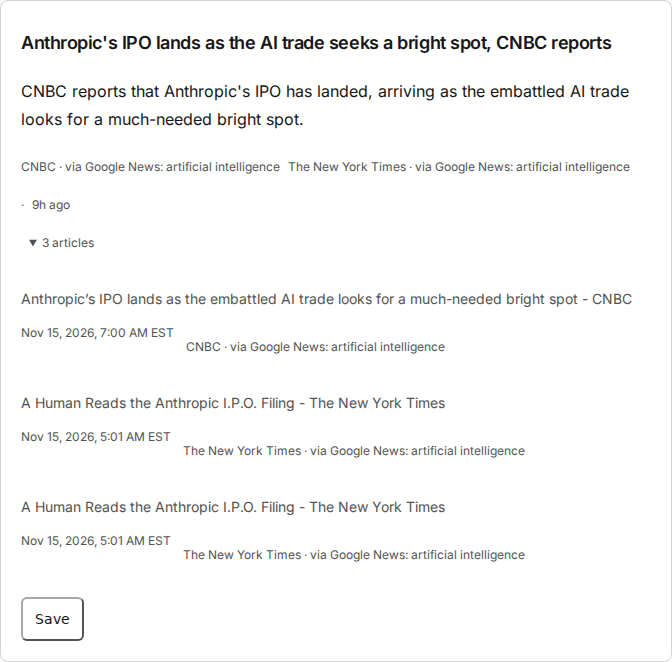 Anthropic's IPO lands as the AI trade seeks a bright spot, CNBC reports
CNBC reports that Anthropic's IPO has landed, arriving as the embattled AI trade
looks for a much-needed bright spot.
CNBC · via Google News: artificial intelligence The New York Times · via Google News: artificial intelligence
· 9h ago
▼ 3 articles
Anthropic’s IPO lands as the embattled AI trade looks for a much-needed bright spot - CNBC
Nov 15, 2026, 7:00 AM EST
CNBC · via Google News: artificial intelligence
A Human Reads the Anthropic I.P.O. Filing - The New York Times
Nov 15, 2026, 5:01 AM EST
The New York Times · via Google News: artificial intelligence
A Human Reads the Anthropic I.P.O. Filing - The New York Times
Nov 15, 2026, 5:01 AM EST
The New York Times · via Google News: artificial intelligence
Save